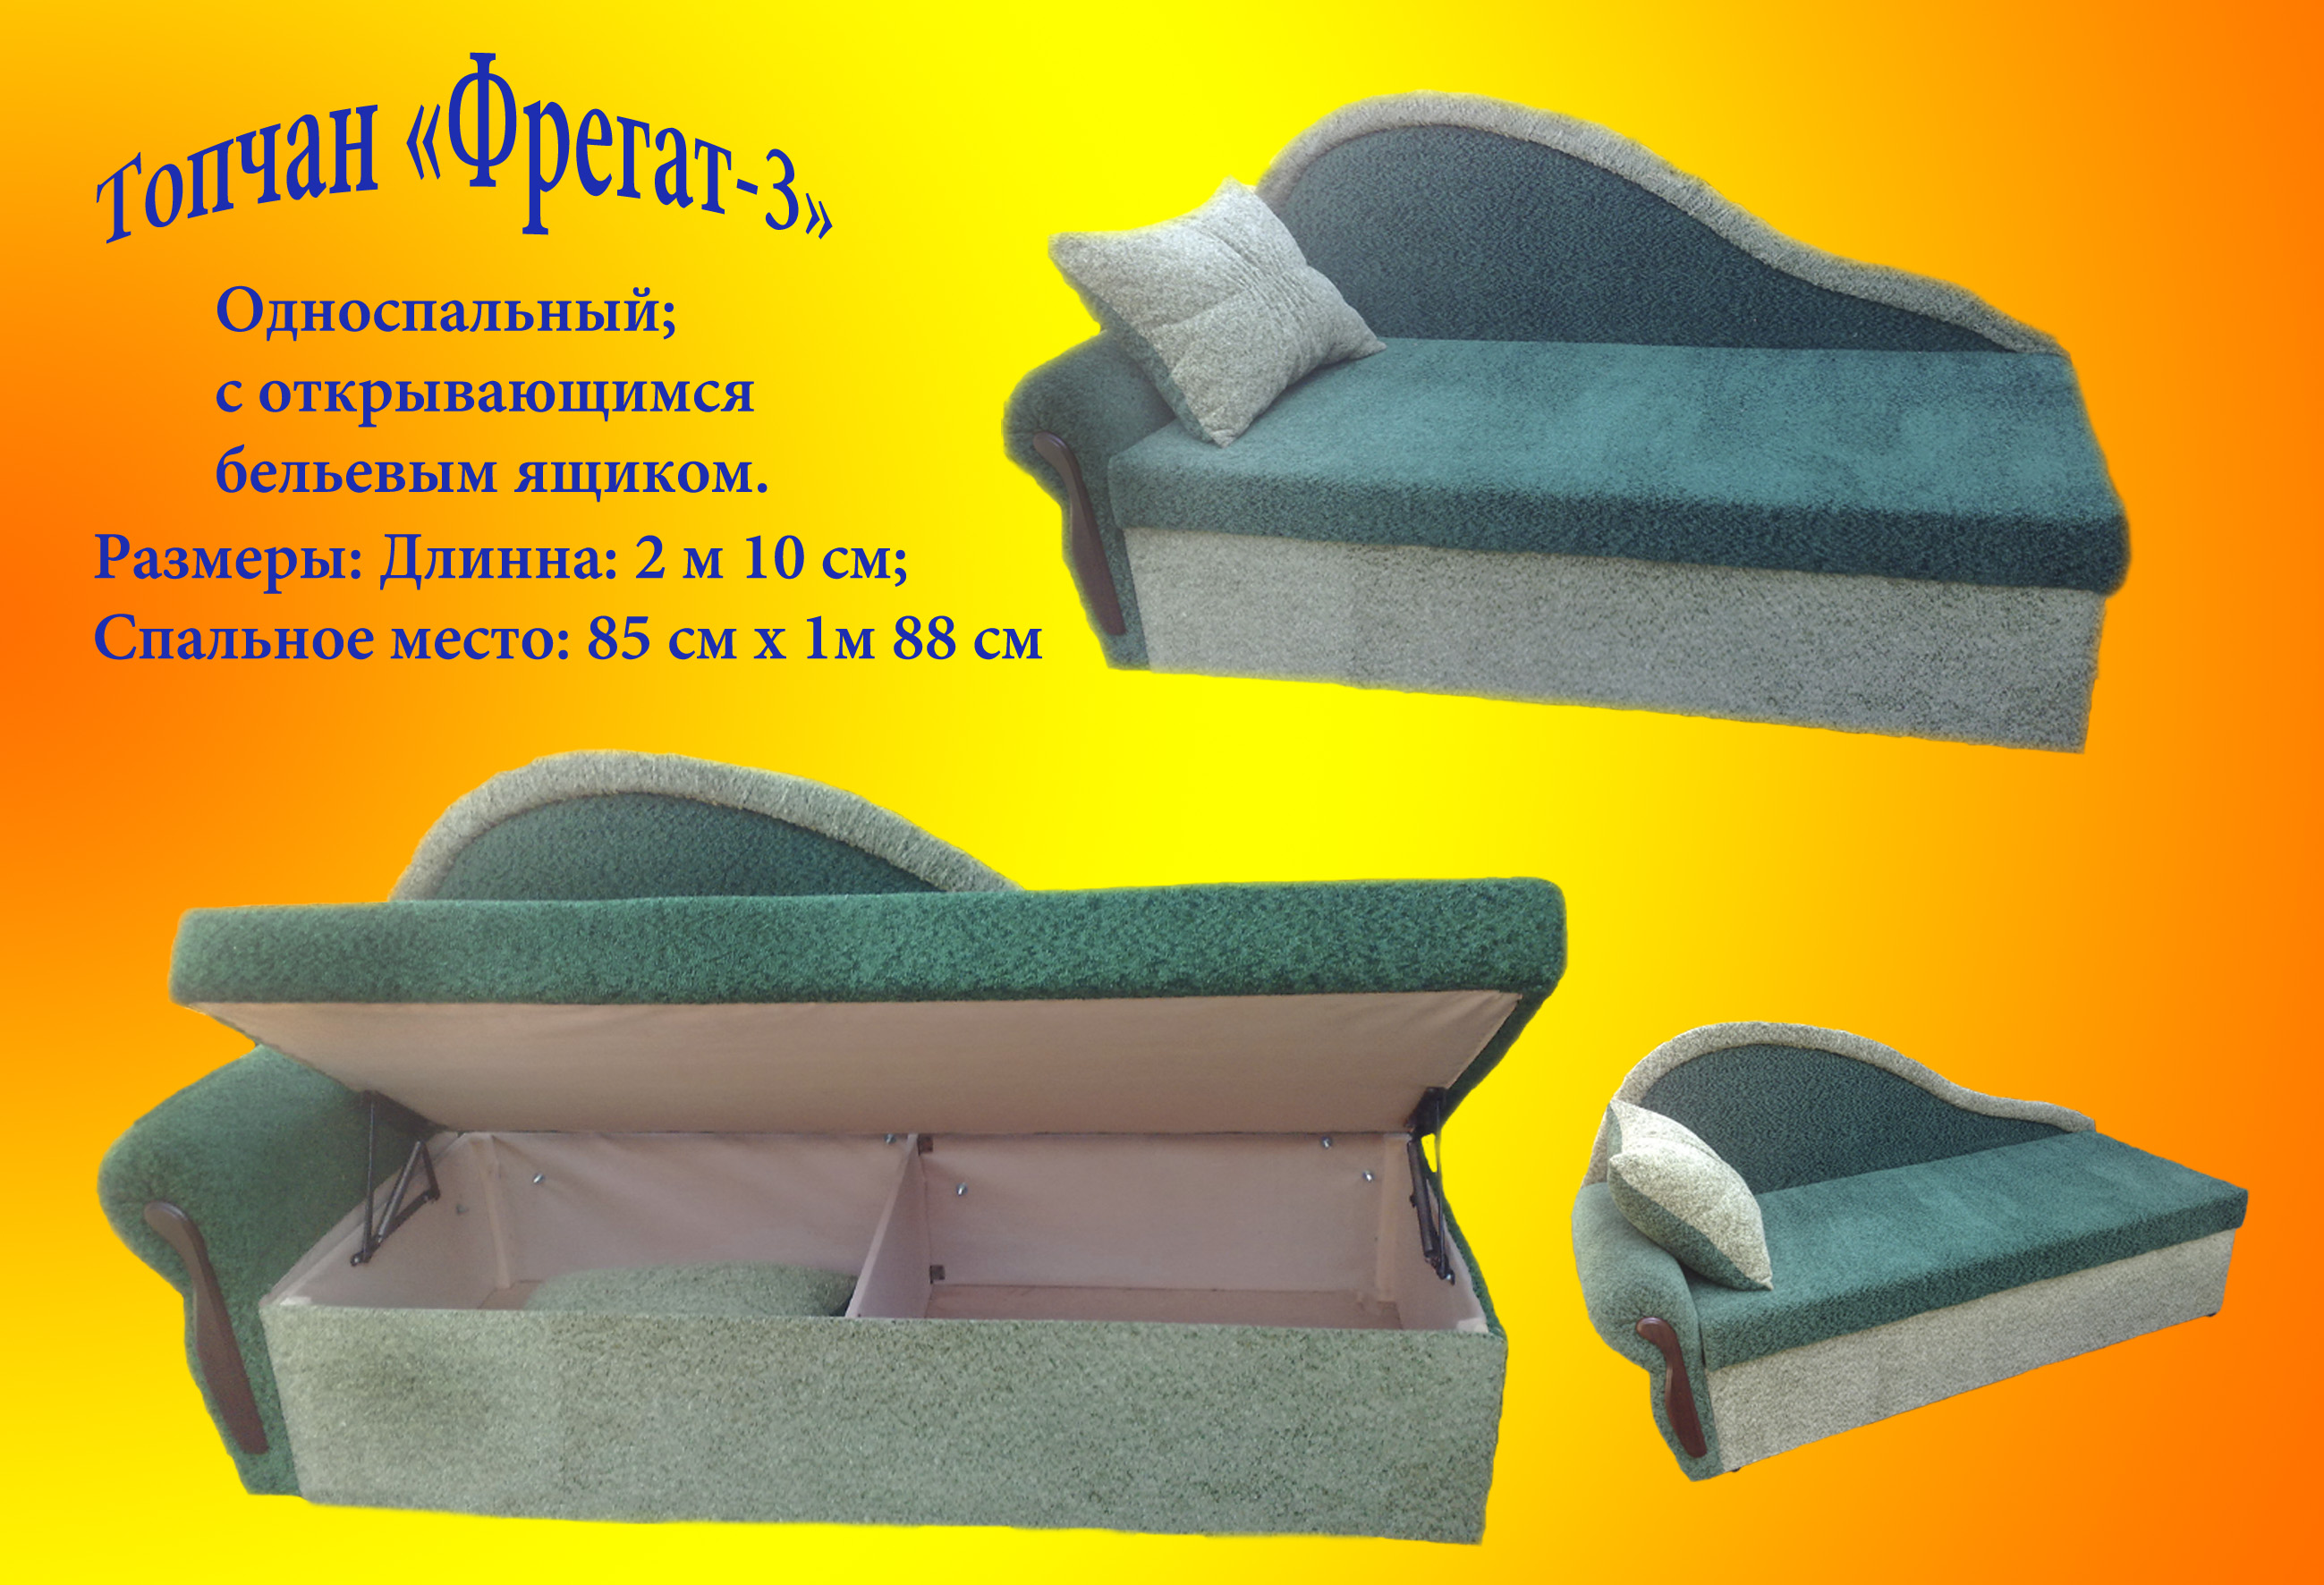 Топчан «Фрегат-3»
Односпальный;
с открывающимся
бельевым ящиком.
Размеры: Длинна: 2 м 10 см;
Спальное место: 85 см х 1м 88 см